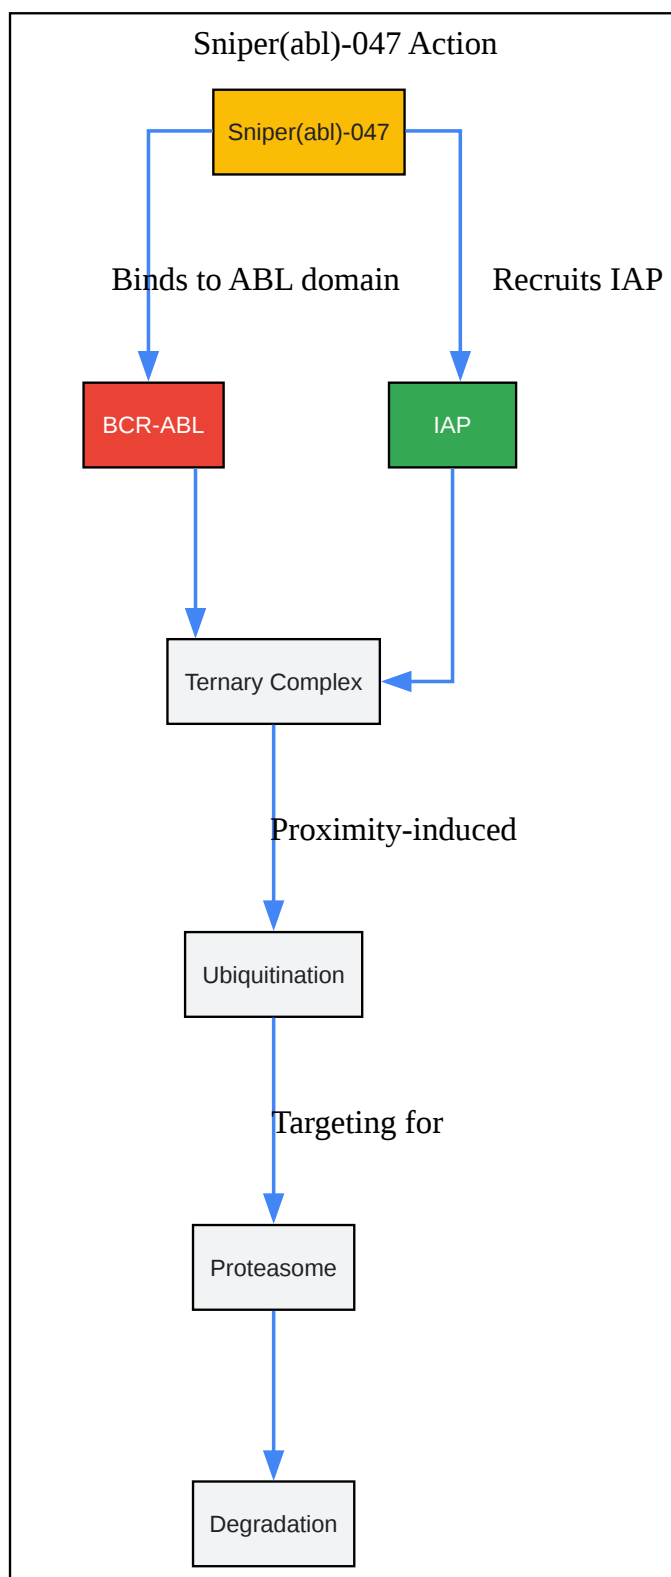 Sniper(abl)-047 Action
Sniper(abl)-047
Binds to ABL domain
Recruits IAP
BCR-ABL
IAP
Ternary Complex
Proximity-induced
Ubiquitination
Targeting for
Proteasome
Degradation